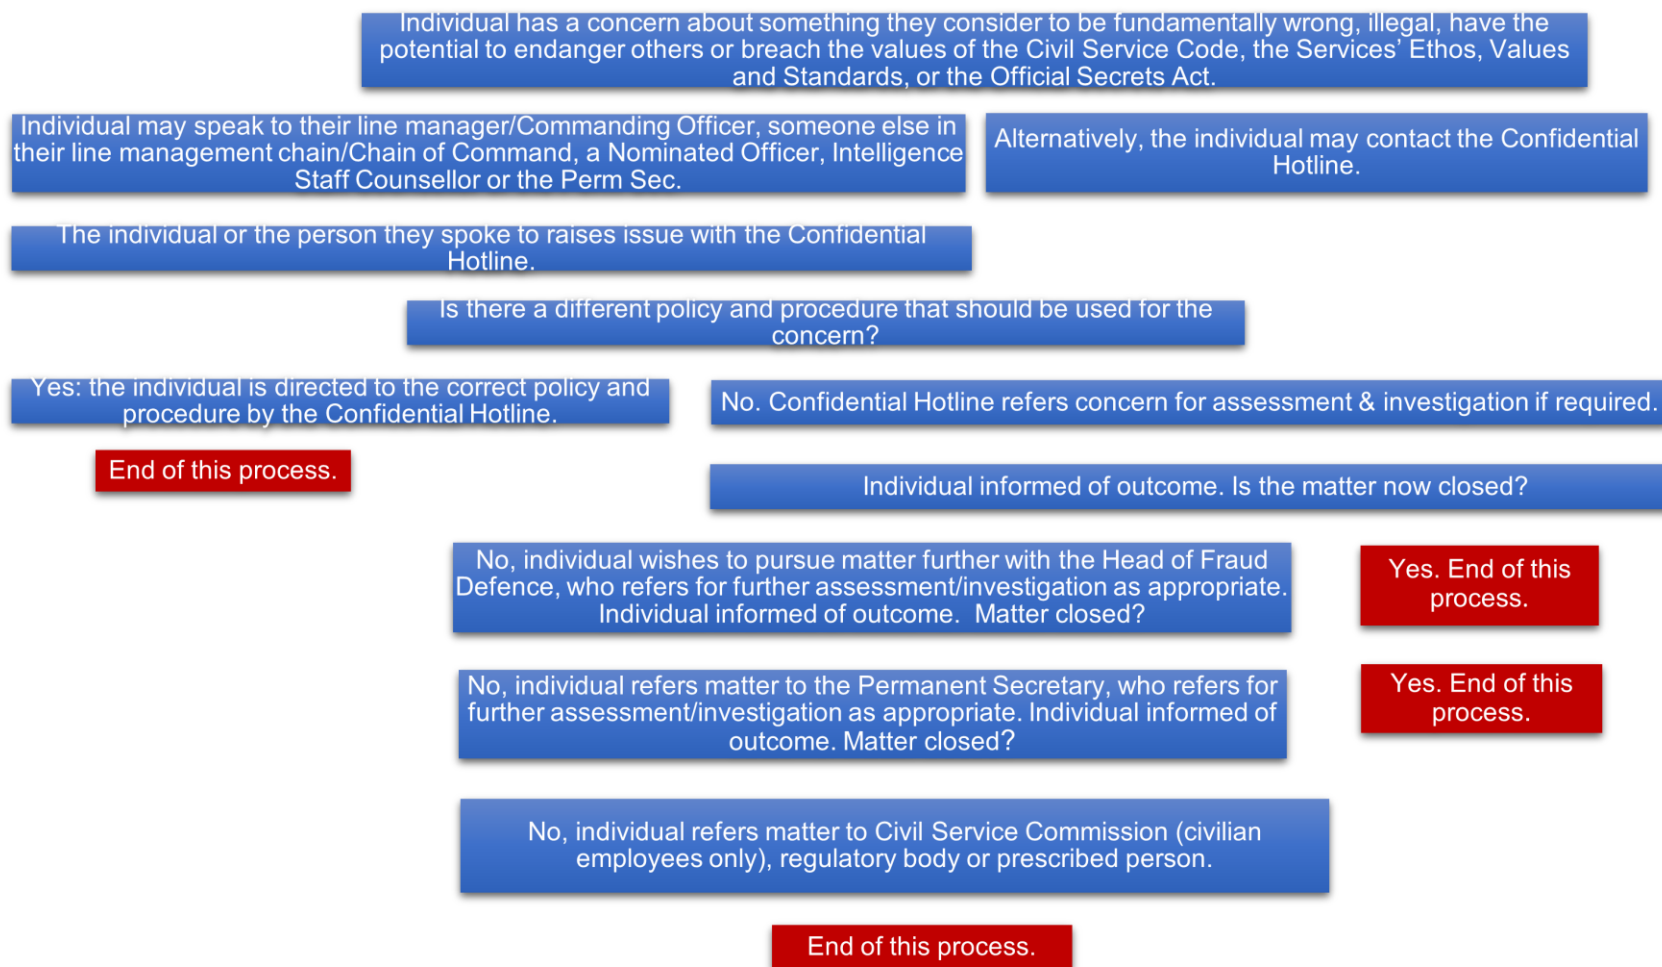 Individual has a concern about something they consider to be fundamentally wrong, illegal, have the
potential to endanger others or breach the values of the Civil Service Code, the Services' Ethos, Values
and Standards, or the Official Secrets Act.
Individual may speak to their line manager/Commanding Officer, someone else in
their line management chain/Chain of Command, a Nominated Officer, Intelligence
Staff Counsellor or the Perm Sec.
Alternatively, the individual may contact the Confidential
Hotline.
The individual or the person they spoke to raises issue with the Confidential
Hotline.
Is there a different policy and procedure that should be used for the
concern?
Yes: the individual is directed to the correct policy and
procedure by the Confidential Hotline.
No. Confidential Hotline refers concern for assessment & investigation if required.
End of this process.
Individual informed of outcome. Is the matter now closed?
No, individual wishes to pursue matter further with the Head of Fraud
Defence, who refers for further assessment/investigation as appropriate.
Individual informed of outcome.  Matter closed?
Yes. End of this
process.
No, individual refers matter to the Permanent Secretary, who refers for
further assessment/investigation as appropriate. Individual informed of
outcome. Matter closed?
Yes. End of this
process.
No, individual refers matter to Civil Service Commission (civilian
employees only), regulatory body or prescribed person.
End of this process.